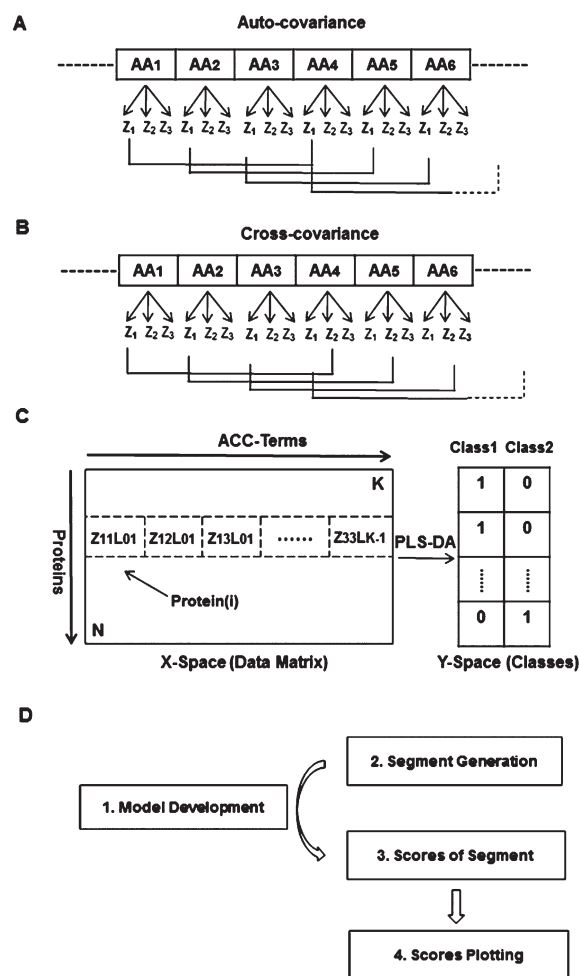 A
Auto-covariance
AA1 AA2 AA3 AA4 AA5 AA6
Z1 Z2 Z3 Z1 Z2 Z3 Z1 Z2 Z3 Z1 Z2 Z3 Z1 Z2 Z3 Z1 Z2 Z3
B
Cross-covariance
AA1 AA2 AA3 AA4 AA5 AA6
Z1 Z2 Z3 Z1 Z2 Z3 Z1 Z2 Z3 Z1 Z2 Z3 Z1 Z2 Z3 Z1 Z2 Z3
C
ACC-Terms
Class1 Class2
K
1 0
Proteins
Z11L01 Z12L01 Z13L01 ...... Z33LK-1
PLS-DA
1 0
Protein(i)
0 1
N
X-Space (Data Matrix)
Y-Space (Classes)
D
1. Model Development
2. Segment Generation
3. Scores of Segment
4. Scores Plotting